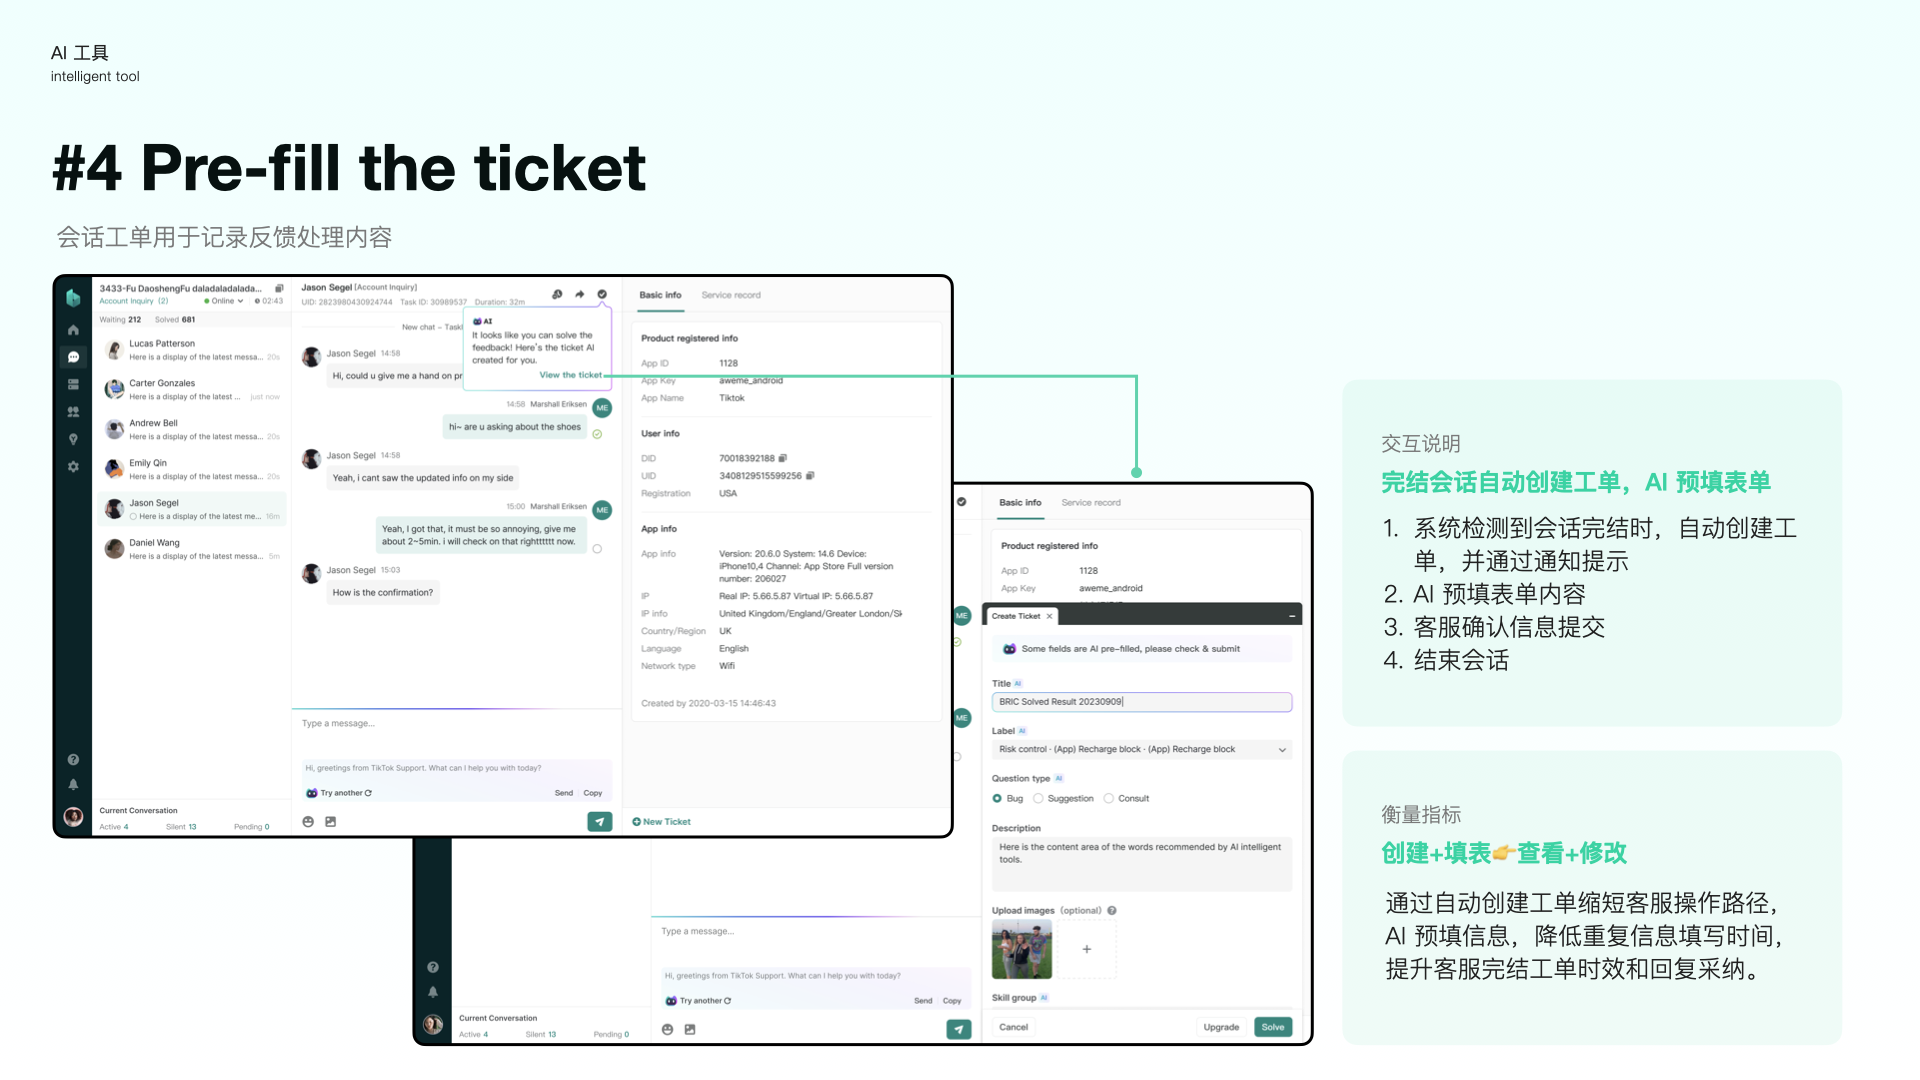 AI 工具
intelligent tool
#4 Pre-fill the ticket
会话工单用于记录反馈处理内容
3433-Fu DaoshengFu daladaladalada...
Account Inquiry (2)
Online
02:43
Waiting 212 Solved 681
Lucas Patterson
Here is a display of the latest messa... 20s
Carter Gonzales
Here is a display of the latest ... just now
Andrew Bell
Here is a display of the latest messa... 20s
Emily Qin
Here is a display of the latest messa... 20s
Jason Segel
Here is a display of the latest me... 16m
Daniel Wang
Here is a display of the latest messa... 5m
Current Conversation
Active 4 Silent 13 Pending 0
Jason Segel [Account Inquiry]
UID: 2823980430924744 Task ID: 30989537 Duration: 32m
New chat – Task
AI
It looks like you can solve the
feedback! Here's the ticket AI
created for you.
View the ticket
Jason Segel 14:58
Hi, could u give me a hand on pr
14:58 Marshall Eriksen ME
hi~ are u asking about the shoes
Jason Segel 14:58
Yeah, i cant saw the updated info on my side
15:00 Marshall Eriksen ME
Yeah, I got that, it must be so annoying, give me
about 2~5min. i will check on that righttttt now.
Jason Segel 15:03
How is the confirmation?
Type a message...
Hi, greetings from TikTok Support. What can I help you with today?
Try another Send Copy
Basic info Service record
Product registered info
App ID 1128
App Key aweme_android
App Name Tiktok
User info
DID 70018392188
UID 3408129515599256
Registration USA
App info
App info Version: 20.6.0 System: 14.6 Device:
iPhone10,4 Channel: App Store Full version
number: 206027
IP Real IP: 5.66.5.87 Virtual IP: 5.66.5.87
IP info United Kingdom/England/Greater London/Sk
Country/Region UK
Language English
Network type Wifi
Created by 2020-03-15 14:46:43
New Ticket
Basic info Service record
Product registered info
App ID 1128
App Key aweme_android
ME
ME
Create Ticket
Some fields are AI pre-filled, please check & submit
Title AI
BRIC Solved Result 20230909
Label AI
Risk control · (App) Recharge block · (App) Recharge block
Question type AI
Bug Suggestion Consult
Description
Here is the content area of the words recommended by AI intelligent
tools.
Upload images (optional)
Skill group AI
Cancel Upgrade Solve
Type a message...
Hi, greetings from TikTok Support. What can I help you with today?
Try another Send Copy
Current Conversation
Active 4 Silent 13 Pending 0
交互说明
完结会话自动创建工单，AI 预填表单
1. 系统检测到会话完结时，自动创建工
单，并通过通知提示
2. AI 预填表单内容
3. 客服确认信息提交
4. 结束会话
衡量指标
创建+填表👉查看+修改
通过自动创建工单缩短客服操作路径，
AI 预填信息，降低重复信息填写时间，
提升客服完结工单时效和回复采纳。